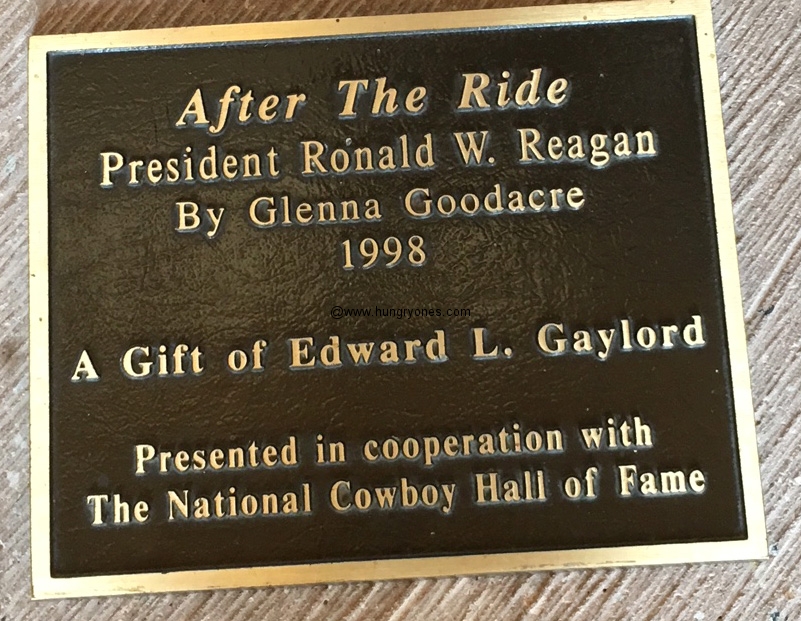 After The Ride
President Ronald W. Reagan
By Glenna Goodacre
1998
@www.hungryones.com
A Gift of Edward L. Gaylord
Presented in cooperation with
The National Cowboy Hall of Fame